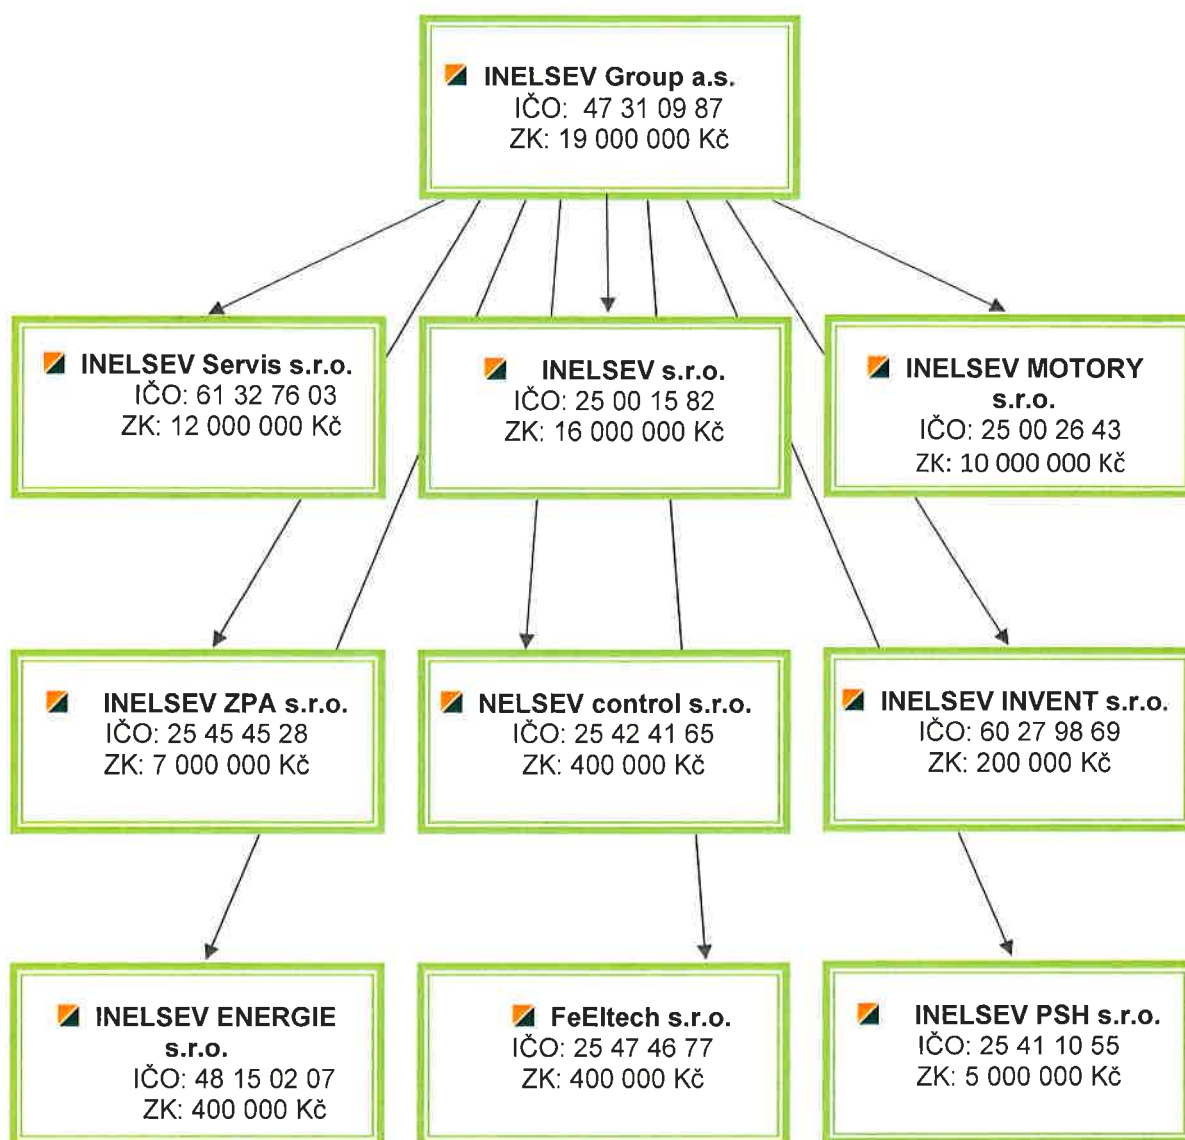 INELSEV Group a.s.
IČO: 47 31 09 87
ZK: 19 000 000 Kč
INELSEV Servis s.r.o.
IČO: 61 32 76 03
ZK: 12 000 000 Kč
INELSEV s.r.o.
IČO: 25 00 15 82
ZK: 16 000 000 Kč
INELSEV MOTORY
s.r.o.
IČO: 25 00 26 43
ZK: 10 000 000 Kč
INELSEV ZPA s.r.o.
IČO: 25 45 45 28
ZK: 7 000 000 Kč
NELSEV control s.r.o.
IČO: 25 42 41 65
ZK: 400 000 Kč
INELSEV INVENT s.r.o.
IČO: 60 27 98 69
ZK: 200 000 Kč
INELSEV ENERGIE
s.r.o.
IČO: 48 15 02 07
ZK: 400 000 Kč
FeEltech s.r.o.
IČO: 25 47 46 77
ZK: 400 000 Kč
INELSEV PSH s.r.o.
IČO: 25 41 10 55
ZK: 5 000 000 Kč